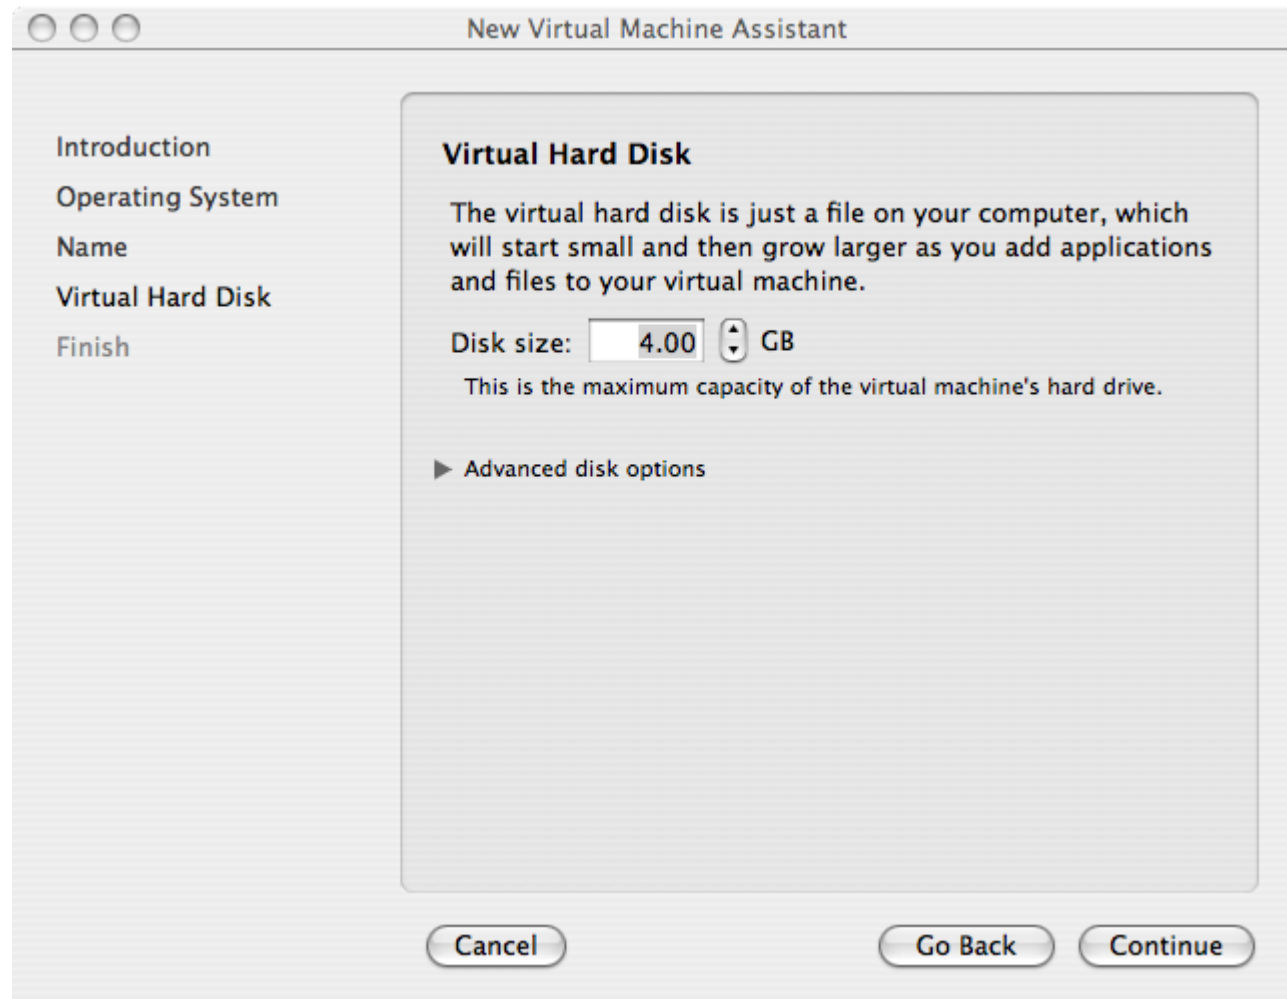 New Virtual Machine Assistant
Introduction
Operating System
Name
Virtual Hard Disk
Finish
Virtual Hard Disk
The virtual hard disk is just a file on your computer, which
will start small and then grow larger as you add applications
and files to your virtual machine.
Disk size: 4.00 GB
This is the maximum capacity of the virtual machine's hard drive.
Advanced disk options
Cancel Go Back Continue